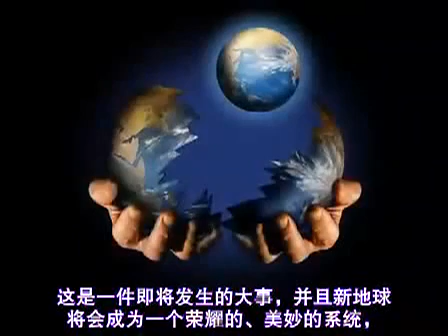 这是一件即将发生的大事，并且新地球
将会成为一个荣耀的、美妙的系统，